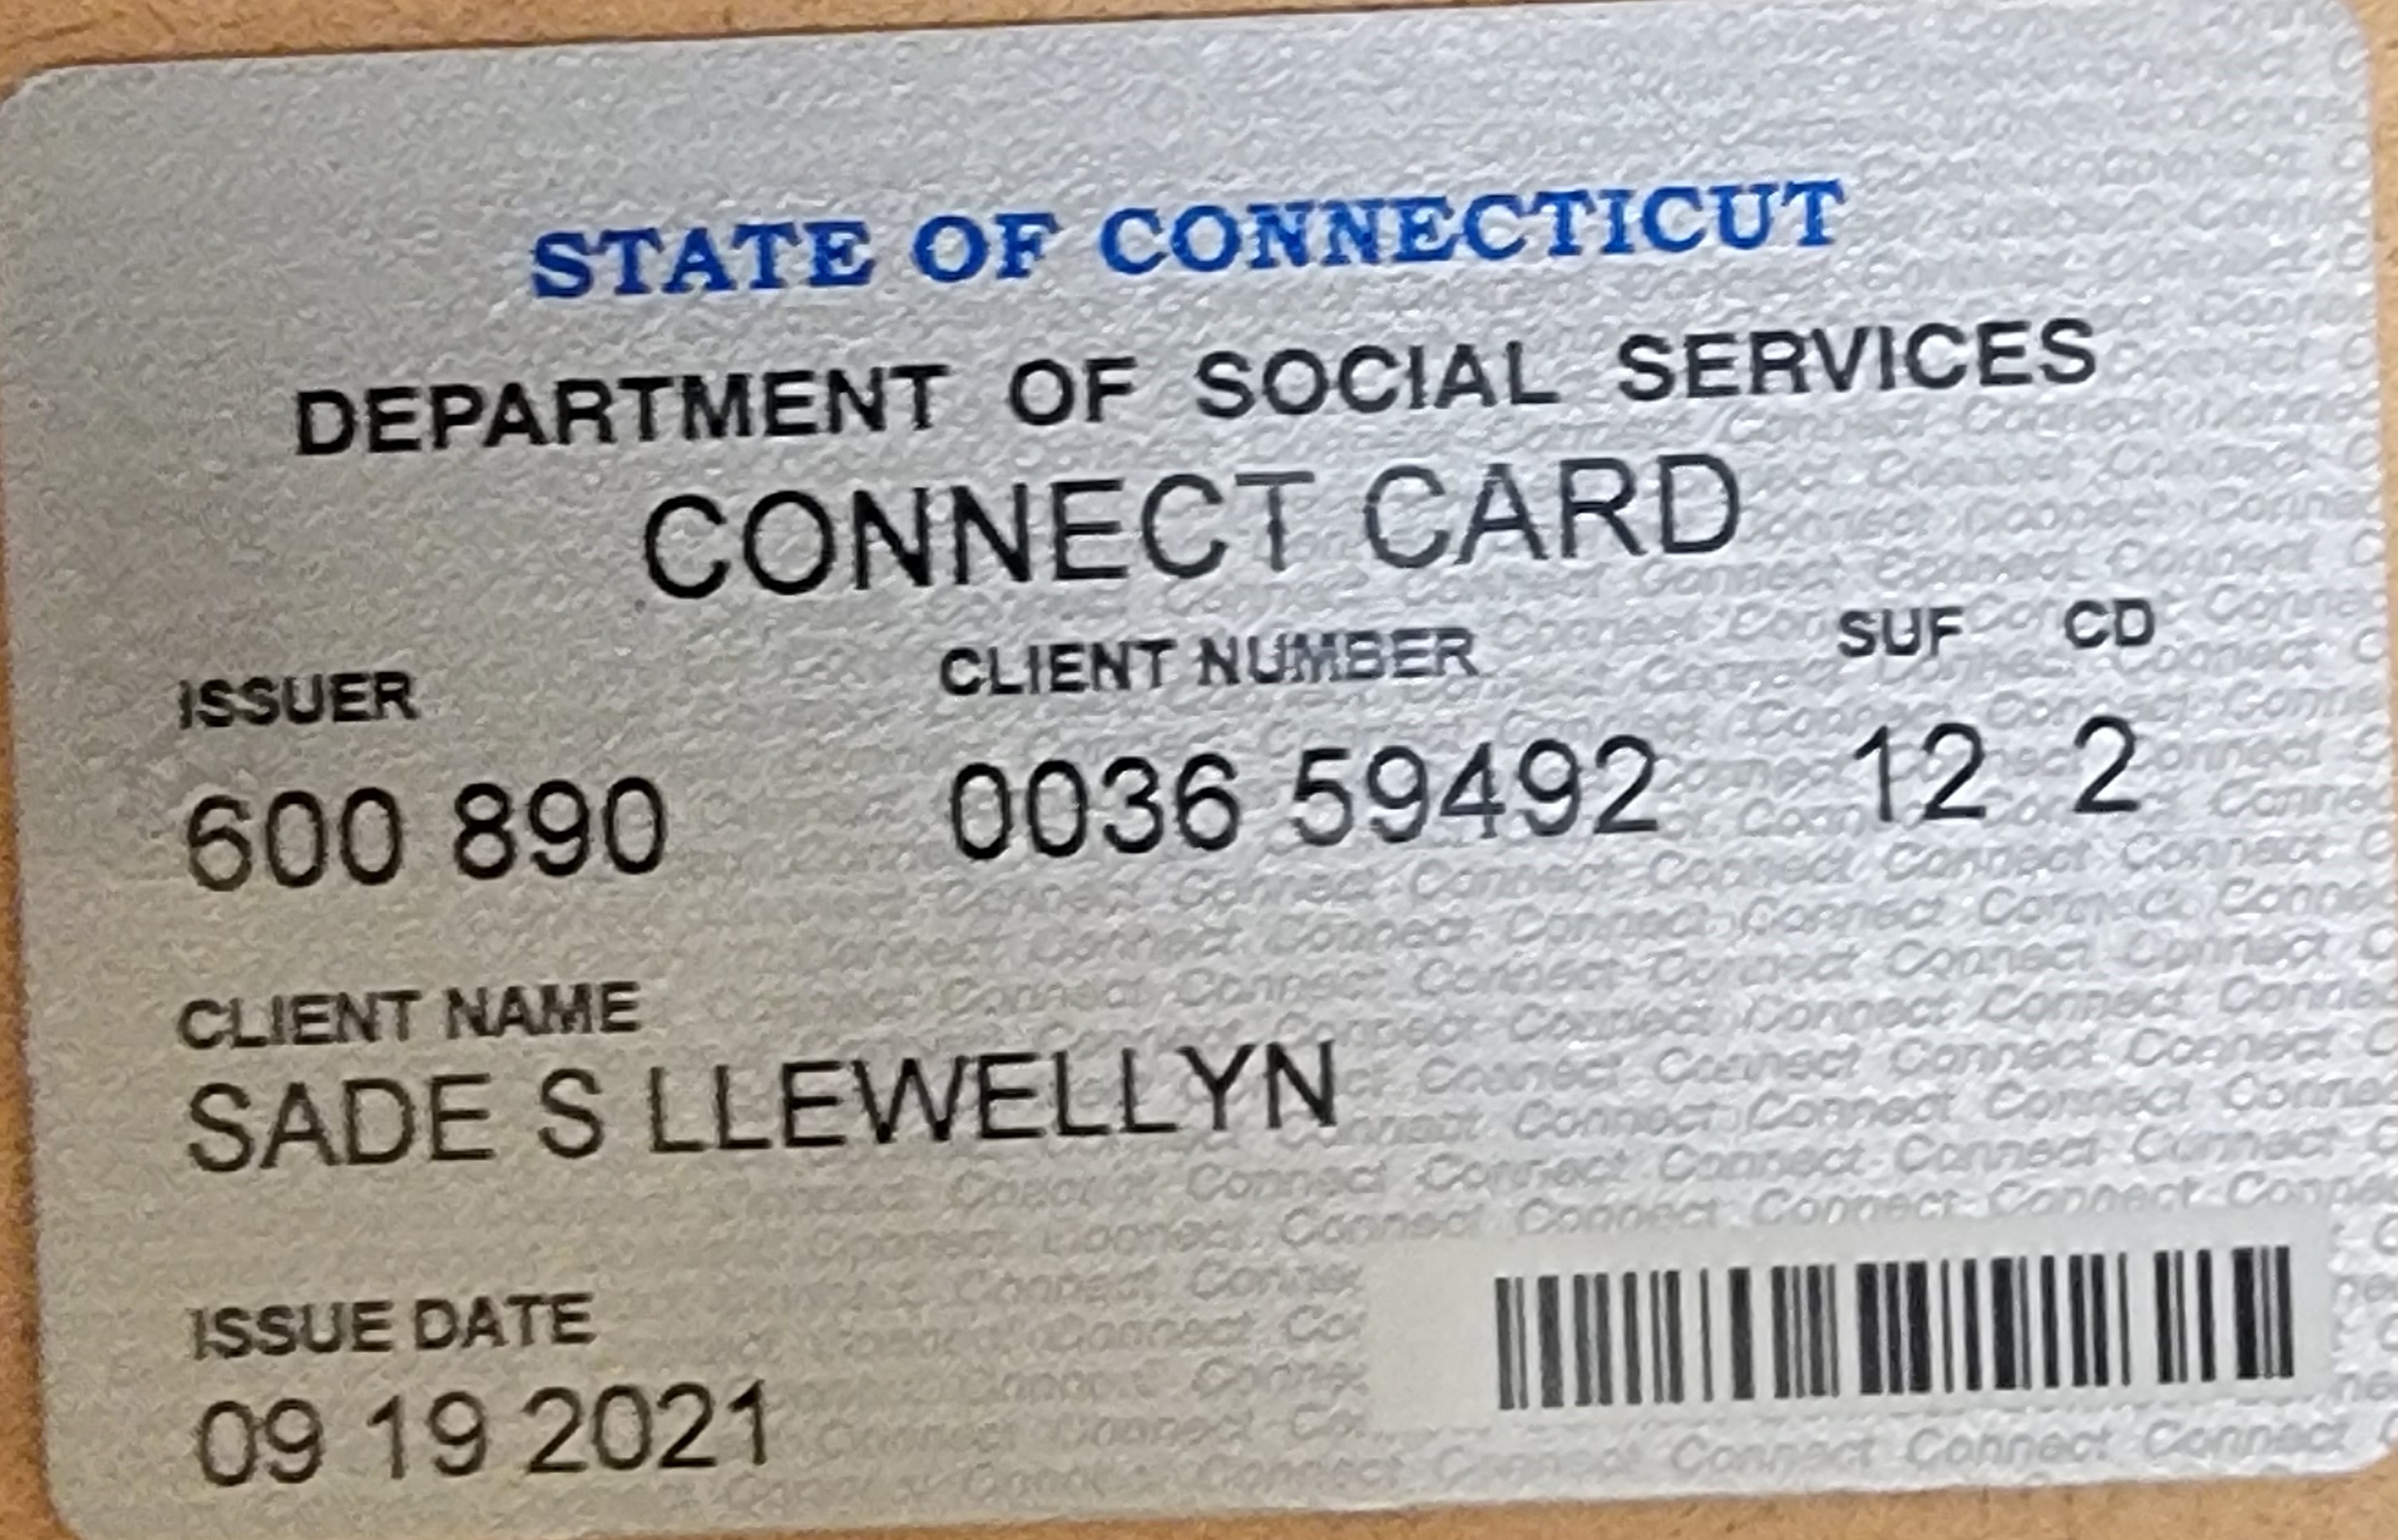 STATE OF CONNECTICUT
DEPARTMENT OF SOCIAL SERVICES
CONNECT CARD
ISSUER CLIENT NUMBER SUF CD
600 890 0036 59492 12 2
CLIENT NAME
SADE S LLEWELLYN
ISSUE DATE
09 19 2021